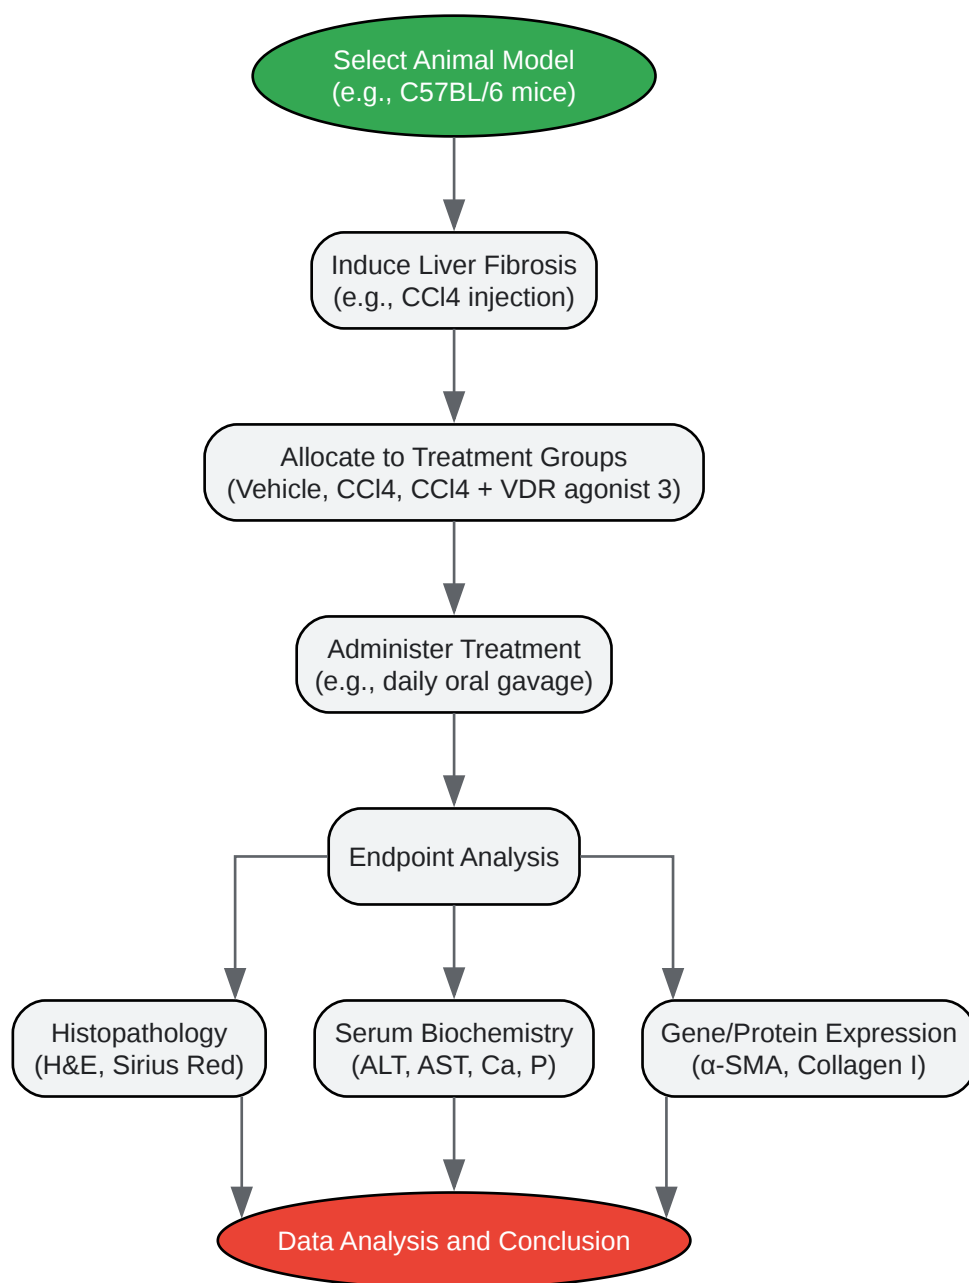 Select Animal Model
(e.g., C57BL/6 mice)
Induce Liver Fibrosis
(e.g., CCl4 injection)
Allocate to Treatment Groups
(Vehicle, CCl4, CCl4 + VDR agonist 3)
Administer Treatment
(e.g., daily oral gavage)
Endpoint Analysis
Histopathology
(H&E, Sirius Red)
Serum Biochemistry
(ALT, AST, Ca, P)
Gene/Protein Expression
(α-SMA, Collagen I)
Data Analysis and Conclusion